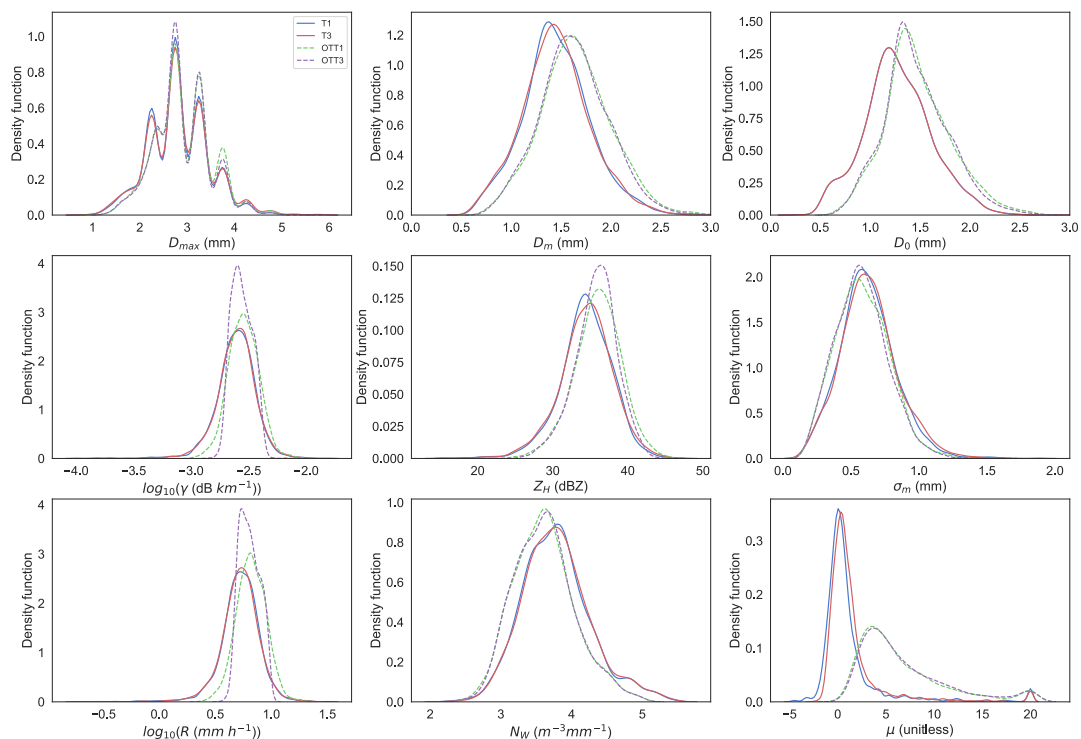 T1
T3
OTT1
OTT3
Density function
1.0
0.8
0.6
0.4
0.2
0.0
1 2 3 4 5 6
D_max (mm)
Density function
1.2
1.0
0.8
0.6
0.4
0.2
0.0
0.0 0.5 1.0 1.5 2.0 2.5 3.0
D_m (mm)
Density function
1.50
1.25
1.00
0.75
0.50
0.25
0.00
0.0 0.5 1.0 1.5 2.0 2.5 3.0
D_0 (mm)
Density function
4
3
2
1
0
−4.0 −3.5 −3.0 −2.5 −2.0
log_10(γ (dB km^−1))
Density function
0.150
0.125
0.100
0.075
0.050
0.025
0.000
20 30 40 50
Z_H (dBZ)
Density function
2.0
1.5
1.0
0.5
0.0
0.0 0.5 1.0 1.5 2.0
σ_m (mm)
Density function
4
3
2
1
0
−0.5 0.0 0.5 1.0 1.5
log_10(R (mm h^−1))
Density function
1.0
0.8
0.6
0.4
0.2
0.0
2 3 4 5
N_W (m^−3mm^−1)
Density function
0.4
0.3
0.2
0.1
0.0
−5 0 5 10 15 20
μ (unitless)